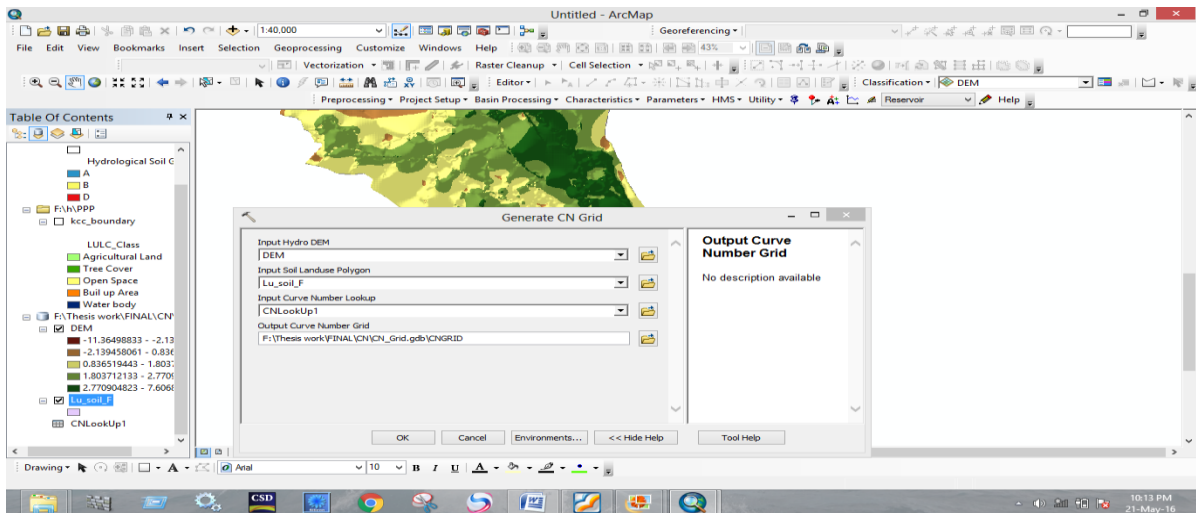 Untitled - ArcMap
1:40,000
Georeferencing
File Edit View Bookmarks Insert Selection Geoprocessing Customize Windows Help
43%
Vectorization Raster Cleanup Cell Selection
Editor Classification DEM
Preprocessing Project Setup Basin Processing Characteristics Parameters HMS Utility Reservoir Help
Table Of Contents
Hydrological Soil G
A
B
D
F:\h\PPP
kcc_boundary
LULC_Class
Agricultural Land
Tree Cover
Open Space
Buil up Area
Water body
F:\Thesis work\FINAL\CN\
DEM
-11.36498833 - -2.13
-2.139458061 - 0.836
0.836519443 - 1.8037
1.803712133 - 2.7709
2.770904823 - 7.6068
Lu_soil_F
CNLookUp1
Generate CN Grid
Input Hydro DEM
DEM
Input Soil Landuse Polygon
Lu_soil_F
Input Curve Number Lookup
CNLookUp1
Output Curve Number Grid
F:\Thesis work\FINAL\CN\CN_Grid.gdb\CNGRID
OK Cancel Environments... << Hide Help
Output Curve Number Grid
No description available
Tool Help
Drawing Arial 10 B I U A
CSD
10:13 PM
21-May-16